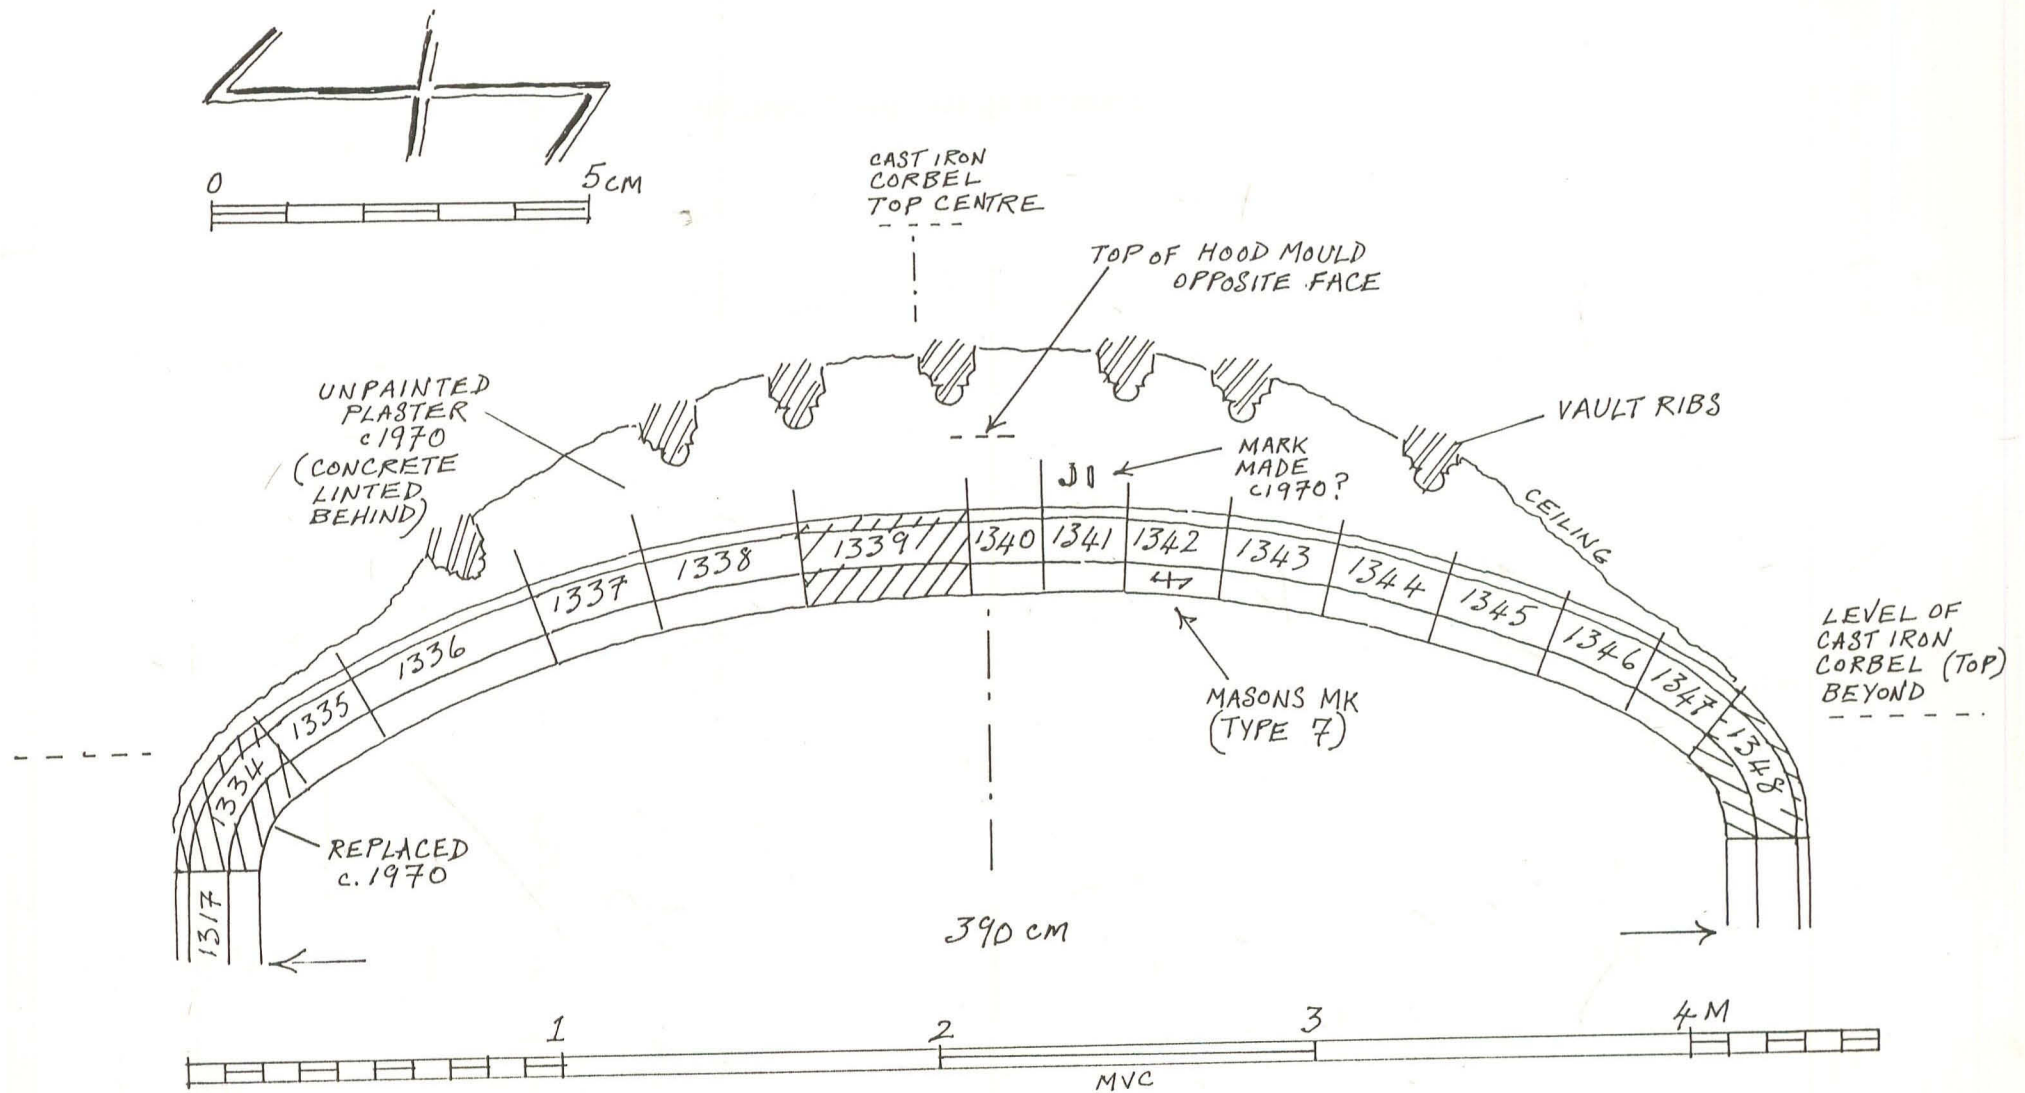 0 5 CM
CAST IRON
CORBEL
TOP CENTRE
TOP OF HOOD MOULD
OPPOSITE FACE
UNPAINTED
PLASTER
c1970
(CONCRETE
LINTED
BEHIND)
VAULT RIBS
MARK
MADE
c1970?
CEILING
1317
1334
1335
1336
1337
1338
1339
1340
1341
1342
1343
1344
1345
1346
1347
1348
LEVEL OF
CAST IRON
CORBEL (TOP)
BEYOND
MASONS MK
(TYPE 7)
REPLACED
c.1970
390 CM
1 2 3 4 M
MVC